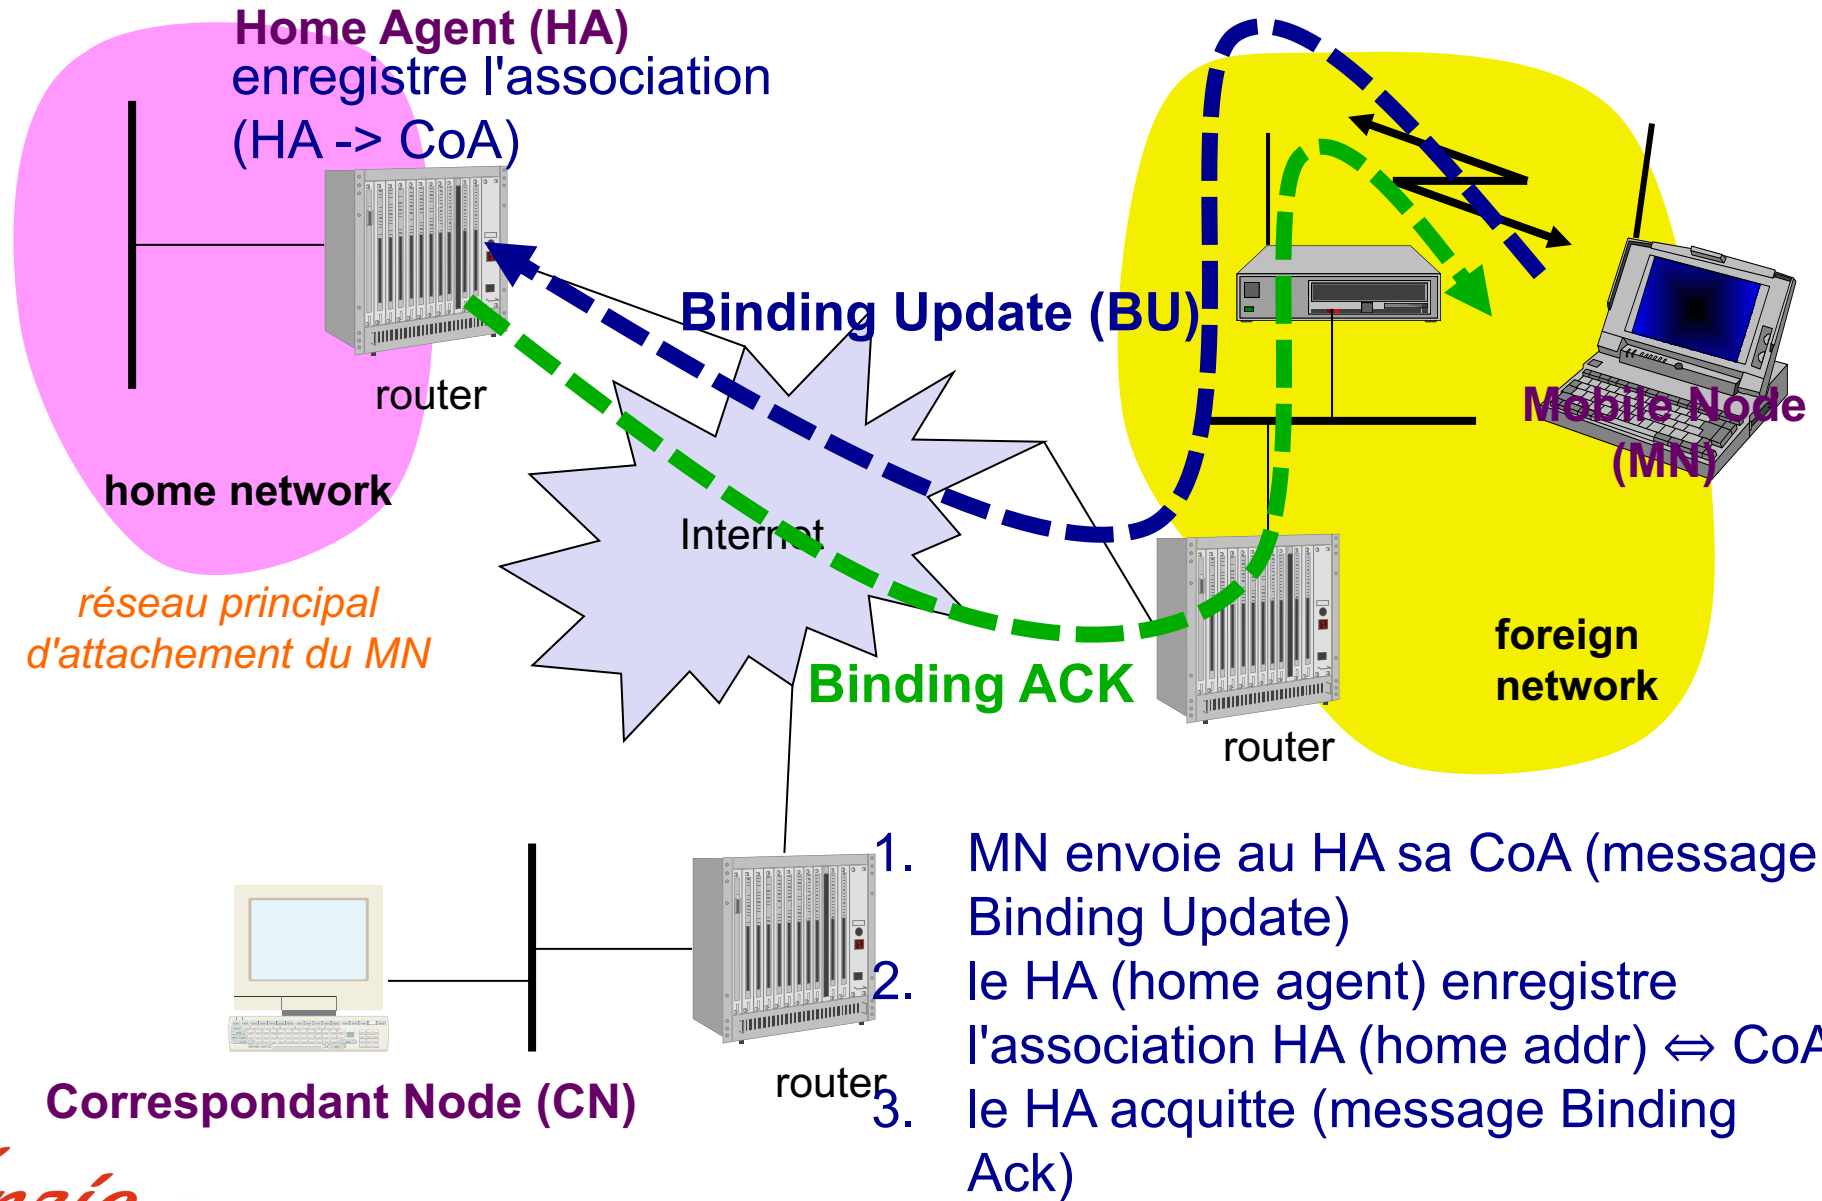 Home Agent (HA)
enregistre l'association
(HA -> CoA)
Binding Update (BU)
router
Mobile Node
(MN)
home network
Internet
réseau principal
d'attachement du MN
foreign
network
Binding ACK
router
1. MN envoie au HA sa CoA (message
Binding Update)
2. le HA (home agent) enregistre
l'association HA (home addr) ⇔ CoA
3. le HA acquitte (message Binding
Ack)
router
Correspondant Node (CN)